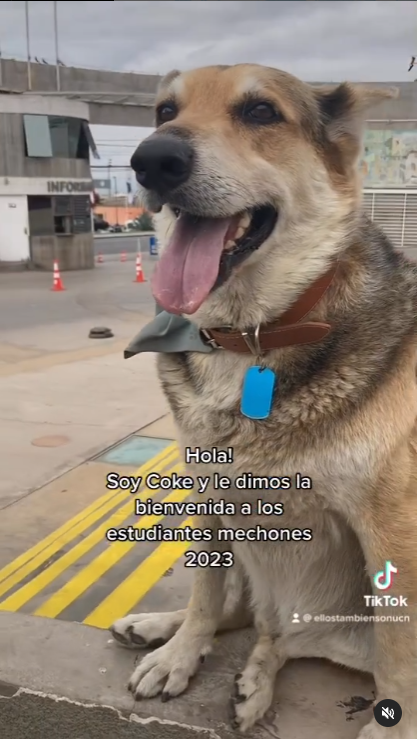 INFORM
Hola!
Soy Coke y le dimos la
bienvenida a los
estudiantes mechones
2023
TikTok
@ellostambiensonucn